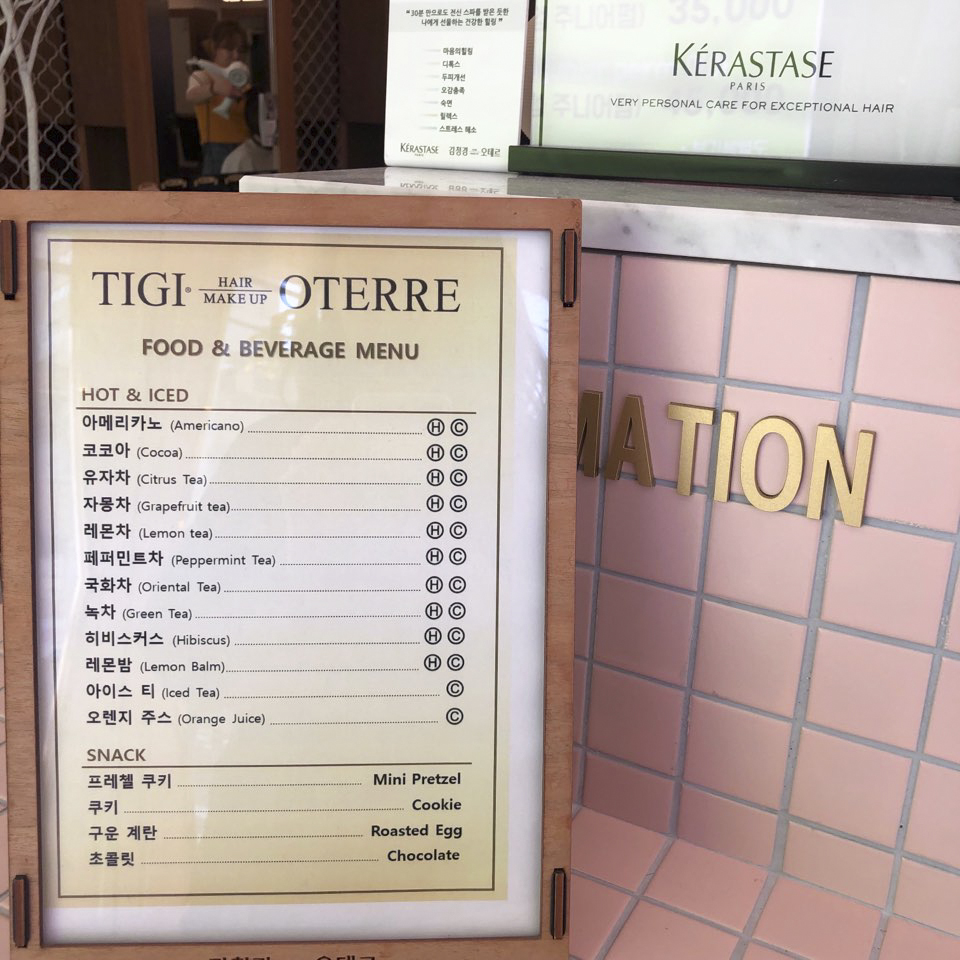 "30분 만으로도 전신 스파를 받은 듯한
나에게 선물하는 건강한 힐링"
마음의힐링
디톡스
두피개선
오감충족
숙면
릴렉스
스트레스 해소
KÉRASTASE
PARIS
오테르
35,000
주니어펌)
KÉRASTASE
PARIS
VERY PERSONAL CARE FOR EXCEPTIONAL HAIR
TIGI HAIR MAKE UP OTERRE
FOOD & BEVERAGE MENU
HOT & ICED
아메리카노 (Americano) Ⓗ Ⓒ
코코아 (Cocoa) Ⓗ Ⓒ
유자차 (Citrus Tea) Ⓗ Ⓒ
자몽차 (Grapefruit tea) Ⓗ Ⓒ
레몬차 (Lemon tea) Ⓗ Ⓒ
페퍼민트차 (Peppermint Tea) Ⓗ Ⓒ
국화차 (Oriental Tea) Ⓗ Ⓒ
녹차 (Green Tea) Ⓗ Ⓒ
히비스커스 (Hibiscus) Ⓗ Ⓒ
레몬밤 (Lemon Balm) Ⓗ Ⓒ
아이스 티 (Iced Tea) Ⓒ
오렌지 주스 (Orange Juice) Ⓒ
SNACK
프레첼 쿠키 Mini Pretzel
쿠키 Cookie
구운 계란 Roasted Egg
초콜릿 Chocolate
MATION